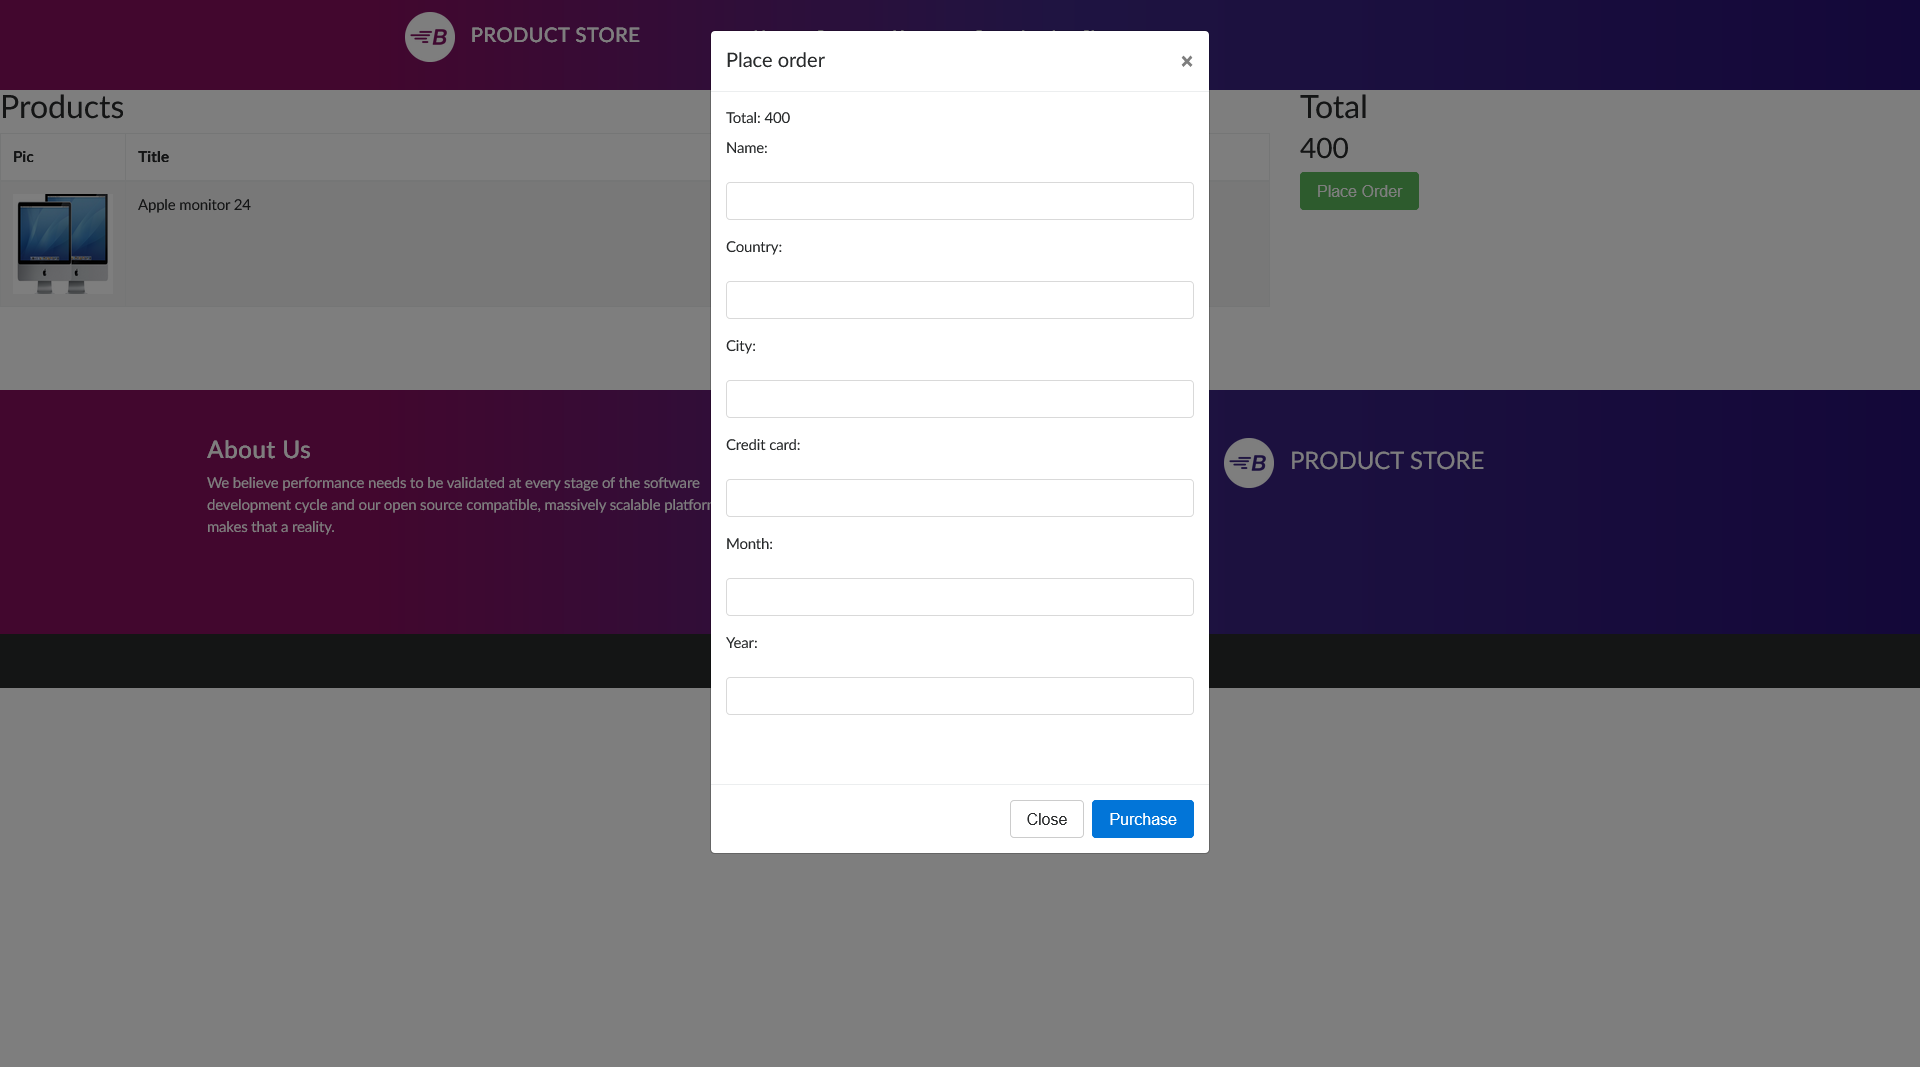 PRODUCT STORE
Place order
×
Products
Total
Total: 400
400
Name:
Pic
Title
Place Order
Apple monitor 24
Country:
City:
Credit card:
About Us
PRODUCT STORE
We believe performance needs to be validated at every stage of the software
development cycle and our open source compatible, massively scalable platfor
makes that a reality.
Month:
Year:
Close
Purchase